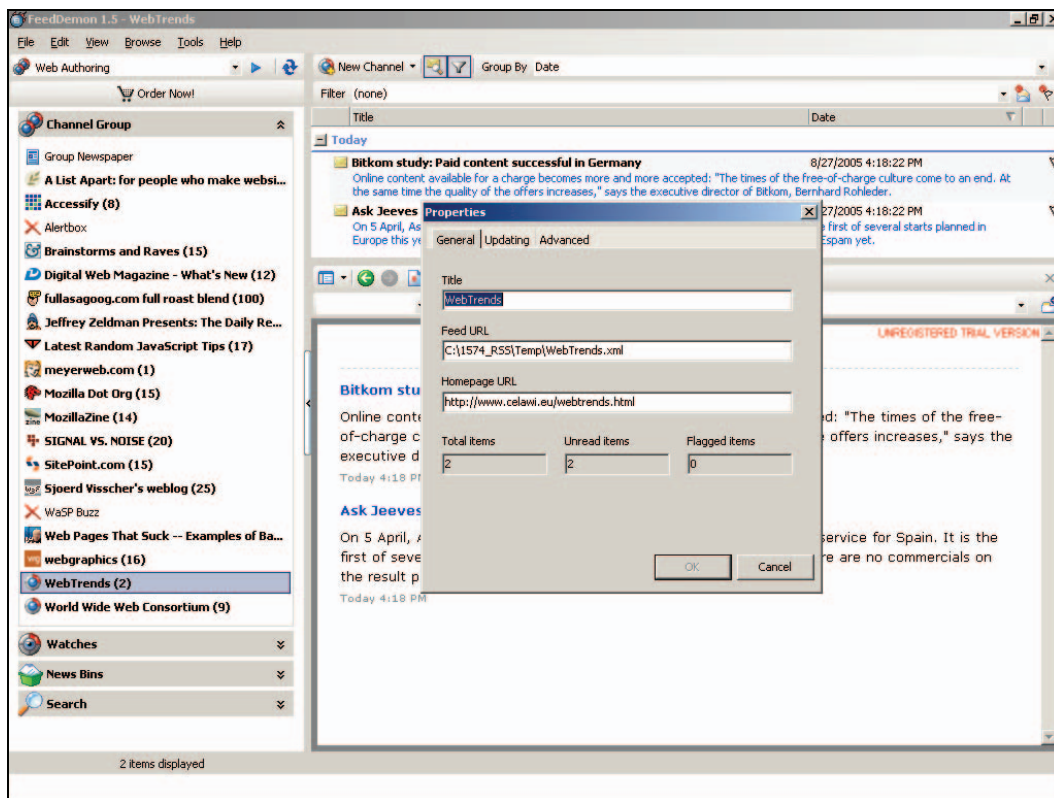 FeedDemon 1.5 - WebTrends
File Edit View Browse Tools Help
Web Authoring
New Channel Group By Date
Order Now!
Filter (none)
Channel Group
Group Newspaper
A List Apart: for people who make websi...
Accessify (8)
Alertbox
Brainstorms and Raves (15)
Digital Web Magazine - What's New (12)
fullasagoog.com full roast blend (100)
Jeffrey Zeldman Presents: The Daily Re...
Latest Random JavaScript Tips (17)
meyerweb.com (1)
Mozilla Dot Org (15)
MozillaZine (14)
SIGNAL VS. NOISE (20)
SitePoint.com (15)
Sjoerd Visscher's weblog (25)
WaSP Buzz
Web Pages That Suck -- Examples of Ba...
webgraphics (16)
WebTrends (2)
World Wide Web Consortium (9)
Watches
News Bins
Search
2 items displayed
Title Date
Today
Bitkom study: Paid content successful in Germany 8/27/2005 4:18:22 PM
Online content available for a charge becomes more and more accepted: "The times of the free-of-charge culture come to an end. At
the same time the quality of the offers increases," says the executive director of Bitkom, Bernhard Rohleder.
Ask Jeeves 27/2005 4:18:22 PM
On 5 April, As first of several starts planned in
Europe this ye Espam yet.
Properties
General Updating Advanced
Title
WebTrends
Feed URL
C:\1574_RSS\Temp\WebTrends.xml
Homepage URL
http://www.celawi.eu/webtrends.html
Total items Unread items Flagged items
2 2 0
OK Cancel
UNREGISTERED TRIAL VERSION
Bitkom stu
Online conte ed: "The times of the free-
of-charge c offers increases," says the
executive d
Today 4:18 PM
Ask Jeeves
On 5 April, A service for Spain. It is the
first of seve re are no commercials on
the result p
Today 4:18 PM